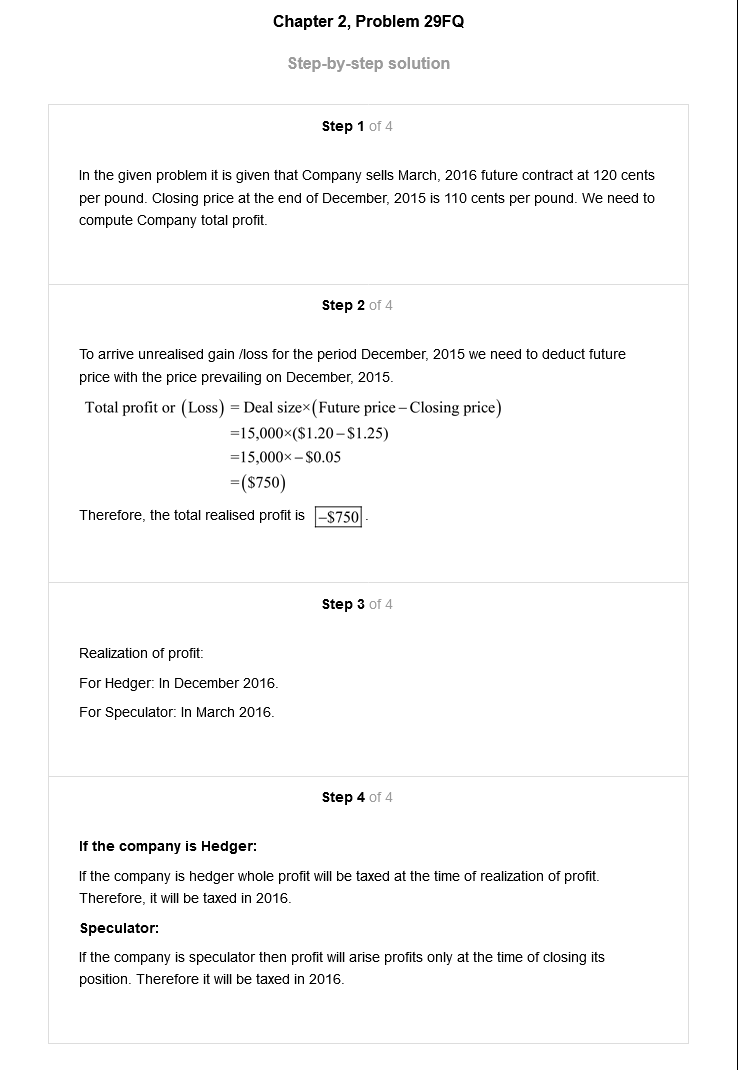 Chapter 2, Problem 29FQ
Step-by-step solution
Step 1 of 4
In the given problem it is given that Company sells March, 2016 future contract at 120 cents
per pound. Closing price at the end of December, 2015 is 110 cents per pound. We need to
compute Company total profit.
Step 2 of 4
To arrive unrealised gain /loss for the period December, 2015 we need to deduct future
price with the price prevailing on December, 2015.
Total profit or (Loss) = Deal size×(Future price – Closing price)
=15,000×($1.20 – $1.25)
=15,000× – $0.05
=($750)
Therefore, the total realised profit is –$750 .
Step 3 of 4
Realization of profit:
For Hedger: In December 2016.
For Speculator: In March 2016.
Step 4 of 4
If the company is Hedger:
If the company is hedger whole profit will be taxed at the time of realization of profit.
Therefore, it will be taxed in 2016.
Speculator:
If the company is speculator then profit will arise profits only at the time of closing its
position. Therefore it will be taxed in 2016.